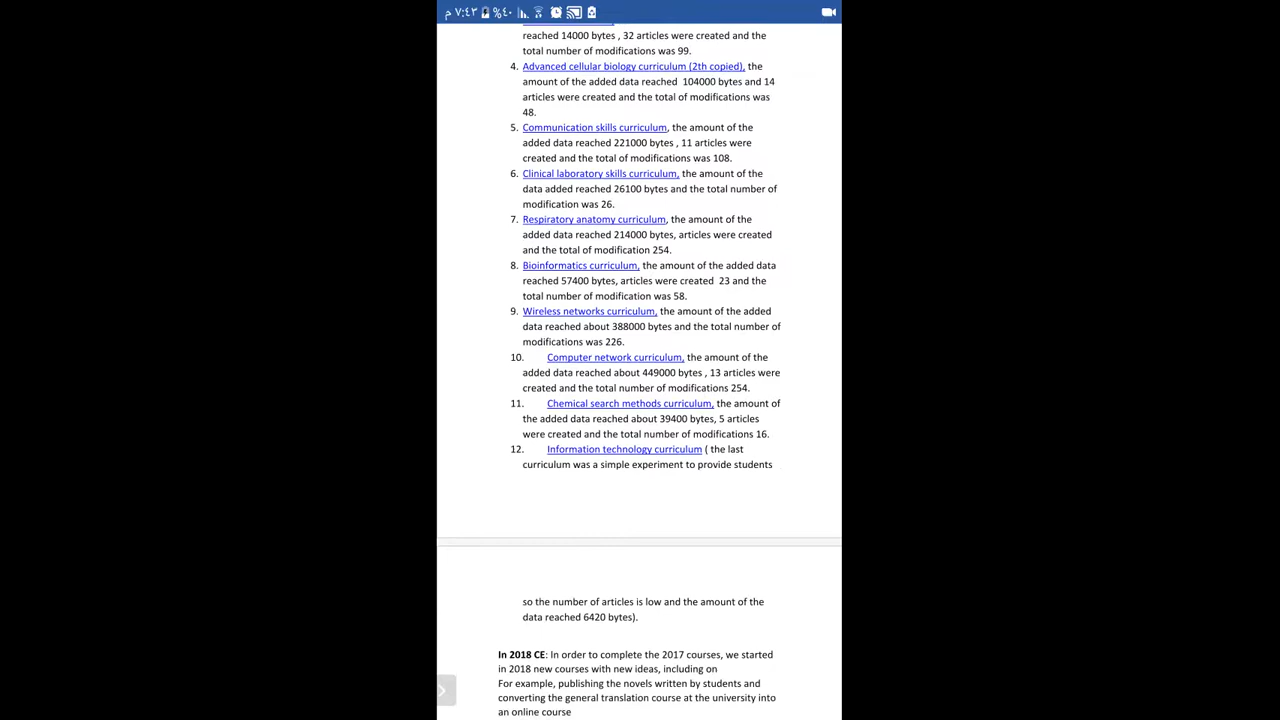 م ٧:٤٣ %٤٠
reached 14000 bytes , 32 articles were created and the
total number of modifications was 99.
4. Advanced cellular biology curriculum (2th copied), the
amount of the added data reached 104000 bytes and 14
articles were created and the total of modifications was
48.
5. Communication skills curriculum, the amount of the
added data reached 221000 bytes , 11 articles were
created and the total of modifications was 108.
6. Clinical laboratory skills curriculum, the amount of the
data added reached 26100 bytes and the total number of
modification was 26.
7. Respiratory anatomy curriculum, the amount of the
added data reached 214000 bytes, articles were created
and the total of modification 254.
8. Bioinformatics curriculum, the amount of the added data
reached 57400 bytes, articles were created 23 and the
total number of modification was 58.
9. Wireless networks curriculum, the amount of the added
data reached about 388000 bytes and the total number of
modifications was 226.
10. Computer network curriculum, the amount of the
added data reached about 449000 bytes , 13 articles were
created and the total number of modifications 254.
11. Chemical search methods curriculum, the amount of
the added data reached about 39400 bytes, 5 articles
were created and the total number of modifications 16.
12. Information technology curriculum ( the last
curriculum was a simple experiment to provide students
so the number of articles is low and the amount of the
data reached 6420 bytes).
In 2018 CE: In order to complete the 2017 courses, we started
in 2018 new courses with new ideas, including on
For example, publishing the novels written by students and
converting the general translation course at the university into
an online course